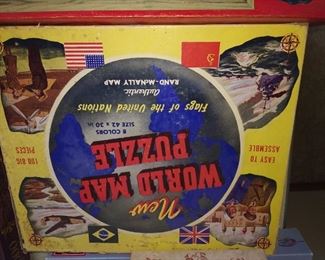 New
WORLD MAP
PUZZLE
8 COLORS
SIZE 42 x 30 in
Flags of the United Nations
Authentic
RAND-McNALLY MAP
EASY TO
ASSEMBLE
100 BIG
PIECES